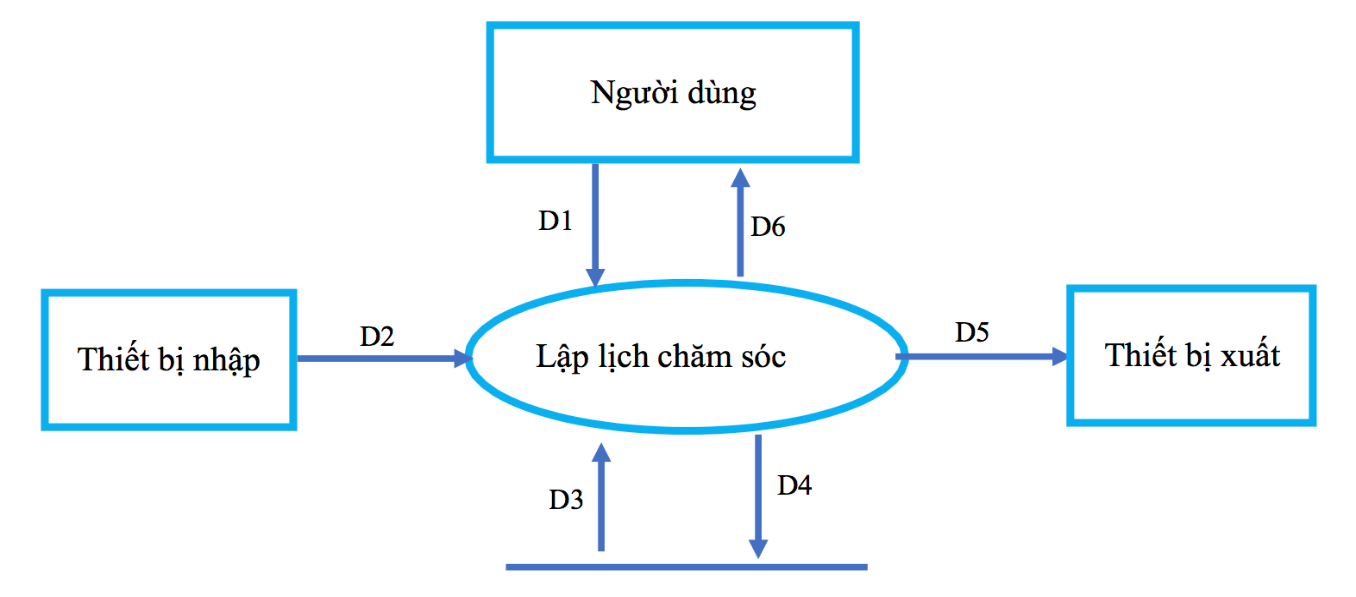 Người dùng
D1
D6
Thiết bị nhập
D2
Lập lịch chăm sóc
D5
Thiết bị xuất
D3
D4